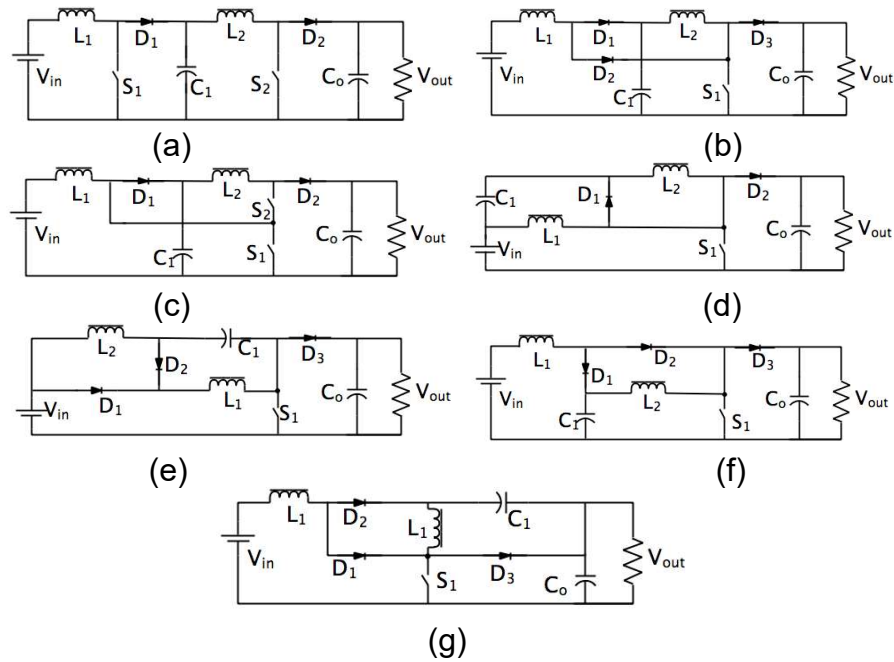 L₁ D₁ L₂ D₂
Vin S₁ C₁ S₂ Co Vout
(a)
L₁ D₁ L₂ D₃
Vin D₂ C₁ S₁ Co Vout
(b)
L₁ D₁ L₂ S₂ D₂
Vin C₁ S₁ Co Vout
(c)
C₁ D₁ L₂ D₂
Vin L₁ S₁ Co Vout
(d)
L₂ D₂ C₁ D₃
Vin D₁ L₁ S₁ Co Vout
(e)
L₁ D₁ D₂ D₃
Vin C₁ L₂ S₁ Co Vout
(f)
L₁ D₂ L₁ C₁
Vin D₁ S₁ D₃ Co Vout
(g)